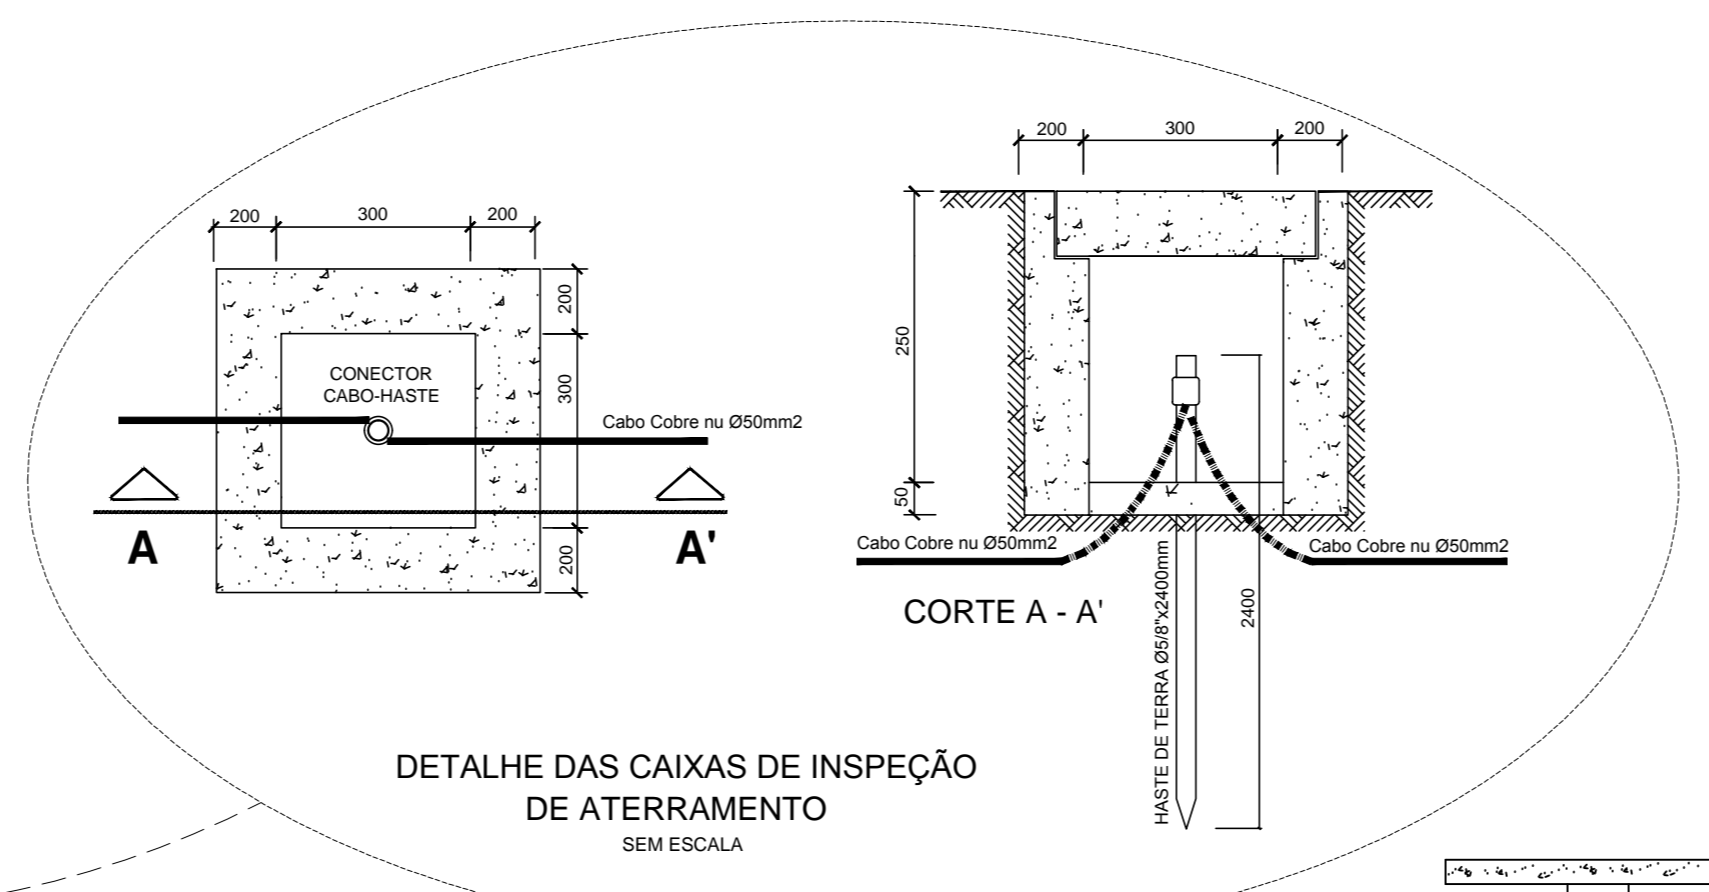 200
300
200
200
300
200
CONECTOR
CABO-HASTE
Cabo Cobre nu Ø50mm2
A
A'
200
300
200
250
50
Cabo Cobre nu Ø50mm2
Cabo Cobre nu Ø50mm2
HASTE DE TERRA Ø5/8"x2400mm
2400
CORTE A - A'
DETALHE DAS CAIXAS DE INSPEÇÃO
DE ATERRAMENTO
SEM ESCALA